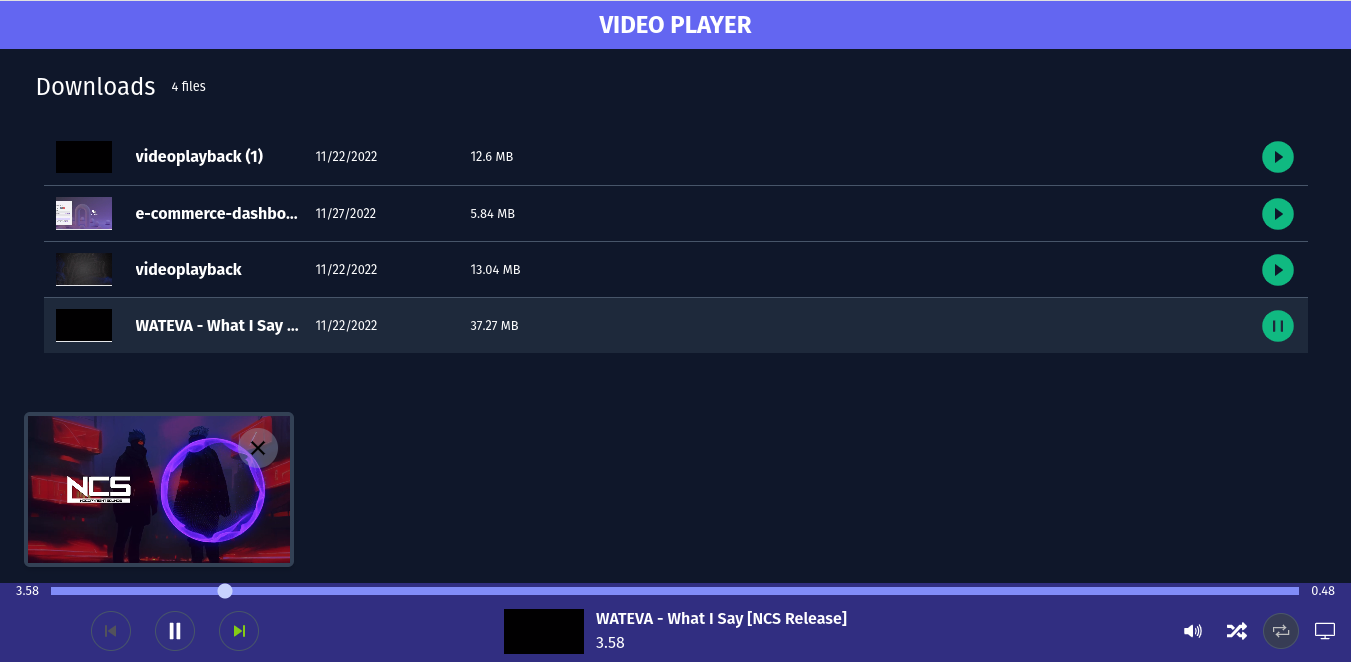 VIDEO PLAYER
Downloads 4 files
videoplayback (1) 11/22/2022 12.6 MB
e-commerce-dashbo... 11/27/2022 5.84 MB
videoplayback 11/22/2022 13.04 MB
WATEVA - What I Say ... 11/22/2022 37.27 MB
NCS
3.58 0.48
WATEVA - What I Say [NCS Release]
3.58